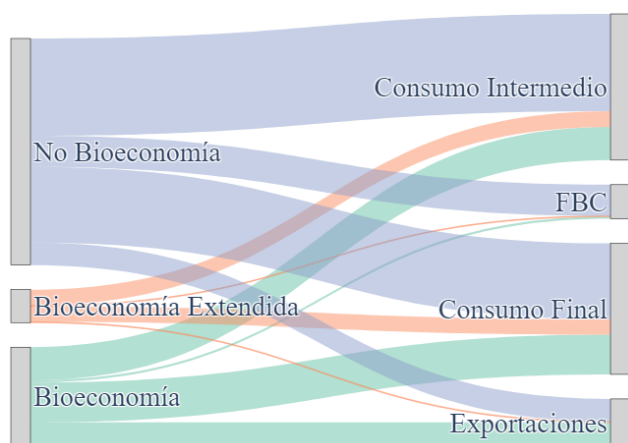 Consumo Intermedio
No Bioeconomía
FBC
Bioeconomía Extendida
Consumo Final
Bioeconomía
Exportaciones